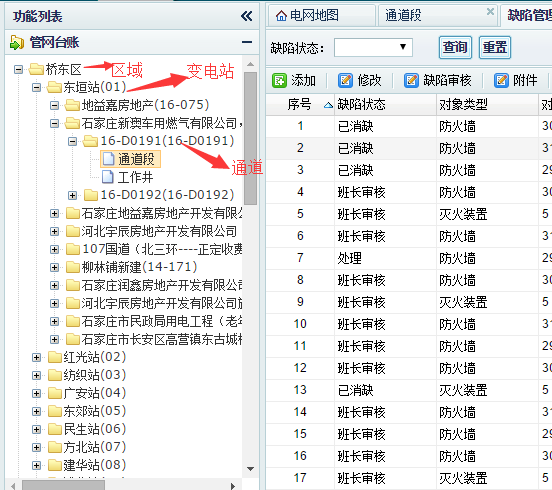 功能列表
管网台账
桥东区 区域
东垣站(01) 变电站
地益嘉房地产(16-075)
石家庄新奥车用燃气有限公司,
16-D0191(16-D0191)
通道段 通道
工作井
16-D0192(16-D0192)
石家庄地益嘉房地产开发有限公
河北宇辰房地产开发有限公司
107国道（北三环----正定收费
柳林铺新建(14-171)
石家庄润鑫房地产开发有限公
河北宇辰房地产开发有限公司
石家庄市民政局用电工程（老年
石家庄市长安区高营镇东古城村
红光站(02)
纺织站(03)
广安站(04)
东郊站(05)
民生站(06)
方北站(07)
建华站(08)
电网地图 通道段 缺陷管理
缺陷状态： 查询 重置
添加 修改 缺陷审核 附件
序号 缺陷状态 对象类型 对
1 已消缺 防火墙 30
2 已消缺 防火墙 31
3 已消缺 防火墙 29
4 班长审核 防火墙 31
5 班长审核 灭火装置 5
6 班长审核 防火墙 31
7 处理 防火墙 29
8 班长审核 防火墙 30
9 班长审核 灭火装置 5
10 班长审核 防火墙 31
11 班长审核 防火墙 29
12 班长审核 防火墙 30
13 已消缺 灭火装置 5
14 班长审核 防火墙 31
15 班长审核 防火墙 29
16 班长审核 防火墙 30
17 班长审核 灭火装置 5